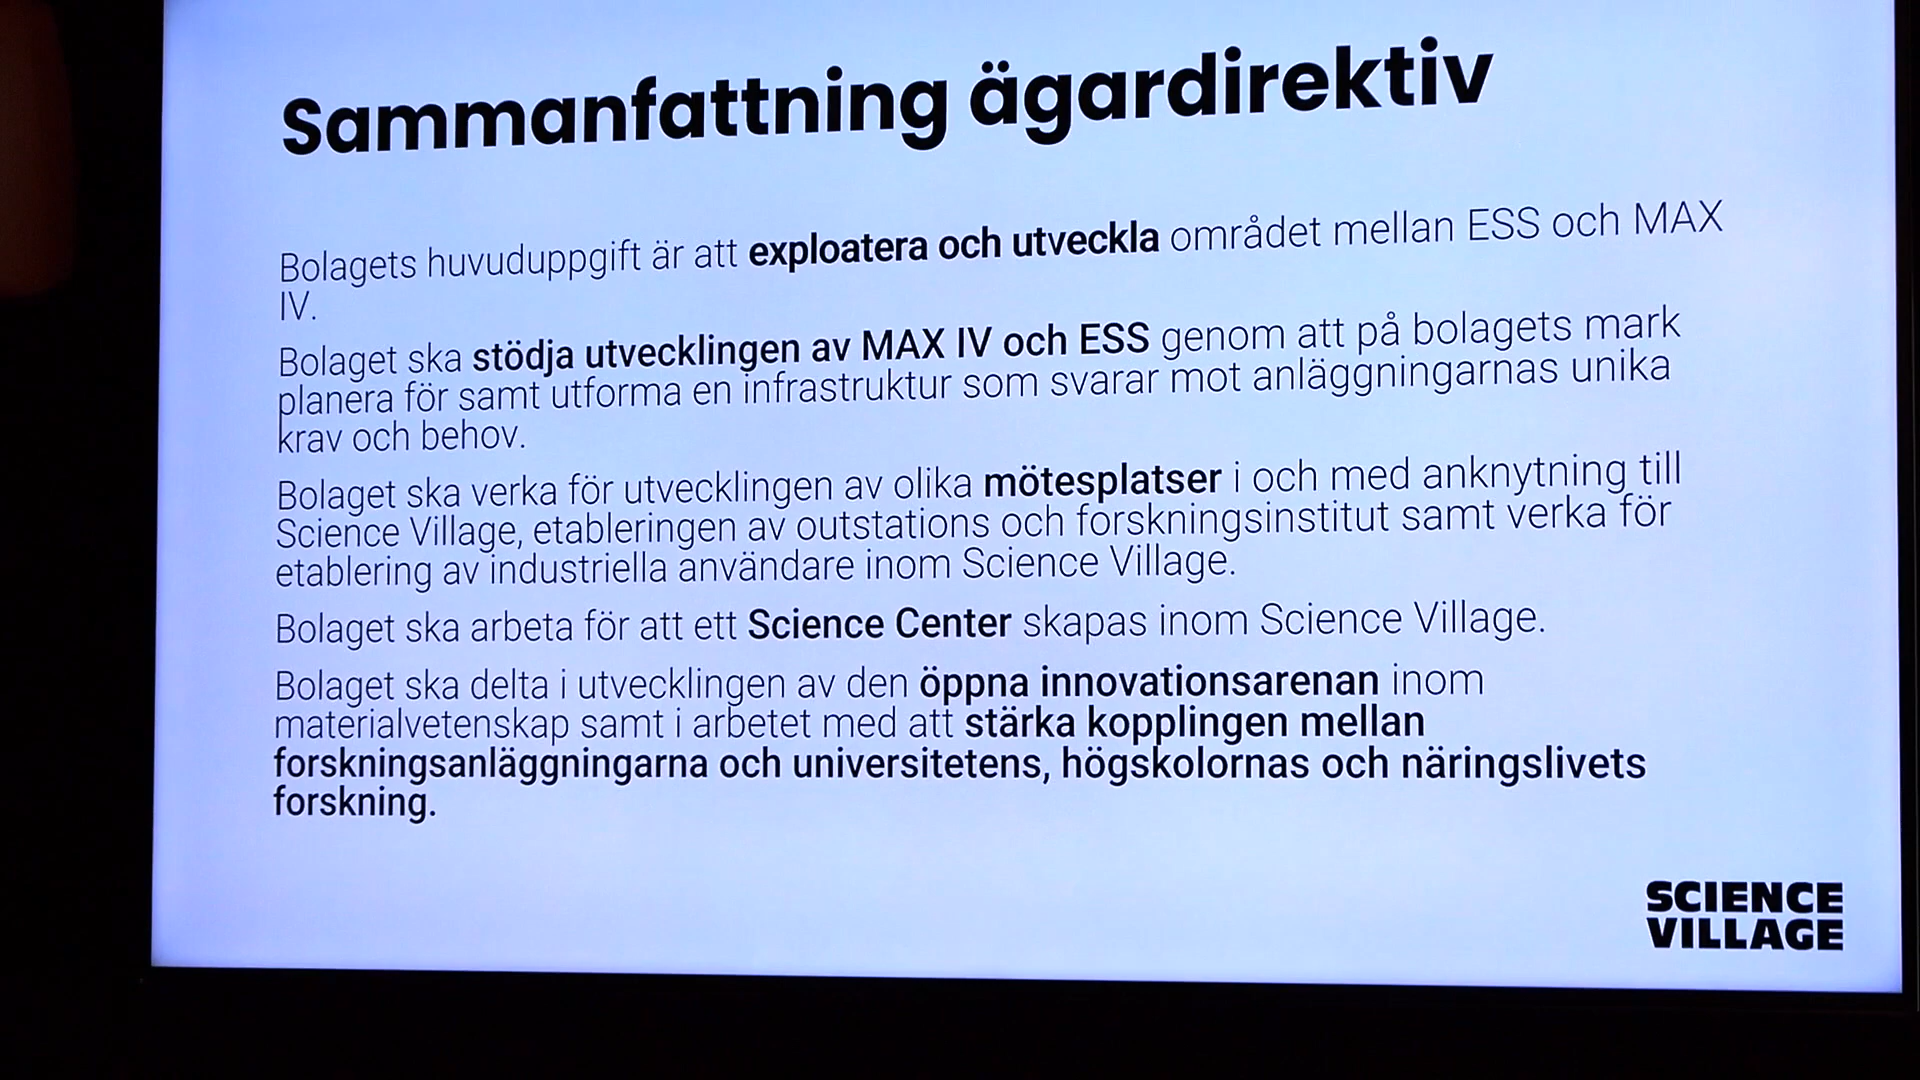 Sammanfattning ägardirektiv
Bolagets huvuduppgift är att exploatera och utveckla området mellan ESS och MAX
IV.
Bolaget ska stödja utvecklingen av MAX IV och ESS genom att på bolagets mark
planera för samt utforma en infrastruktur som svarar mot anläggningarnas unika
krav och behov.
Bolaget ska verka för utvecklingen av olika mötesplatser i och med anknytning till
Science Village, etableringen av outstations och forskningsinstitut samt verka för
etablering av industriella användare inom Science Village.
Bolaget ska arbeta för att ett Science Center skapas inom Science Village.
Bolaget ska delta i utvecklingen av den öppna innovationsarenan inom
materialvetenskap samt i arbetet med att stärka kopplingen mellan
forskningsanläggningarna och universitetens, högskolornas och näringslivets
forskning.
SCIENCE
VILLAGE